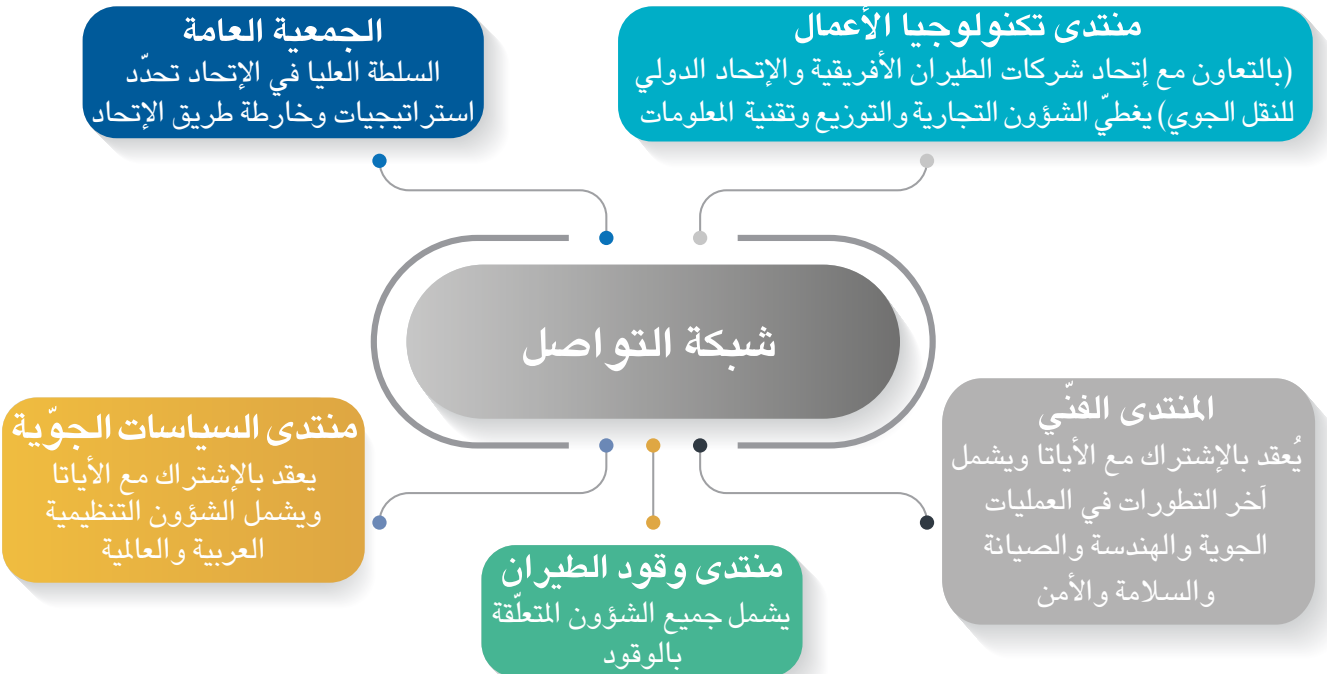 منتدى تكنولوجيا الأعمال
(بالتعاون مع إتحاد شركات الطيران الأفريقية والإتحاد الدولي
للنقل الجوي) يغطيّ الشؤون التجارية والتوزيع وتقنية المعلومات
الجمعية العامة
السلطة العليا في الإتحاد تحدّد
استراتيجيات وخارطة طريق الإتحاد
شبكة التواصل
المنتدى الفنّي
يُعقد بالإشتراك مع الأياتا ويشمل
آخر التطورات في العمليات
الجوية والهندسة والصيانة
والسلامة والأمن
منتدى وقود الطيران
يشمل جميع الشؤون المتعلّقة
بالوقود
منتدى السياسات الجوّية
يعقد بالإشتراك مع الأياتا
ويشمل الشؤون التنظيمية
العربية والعالمية